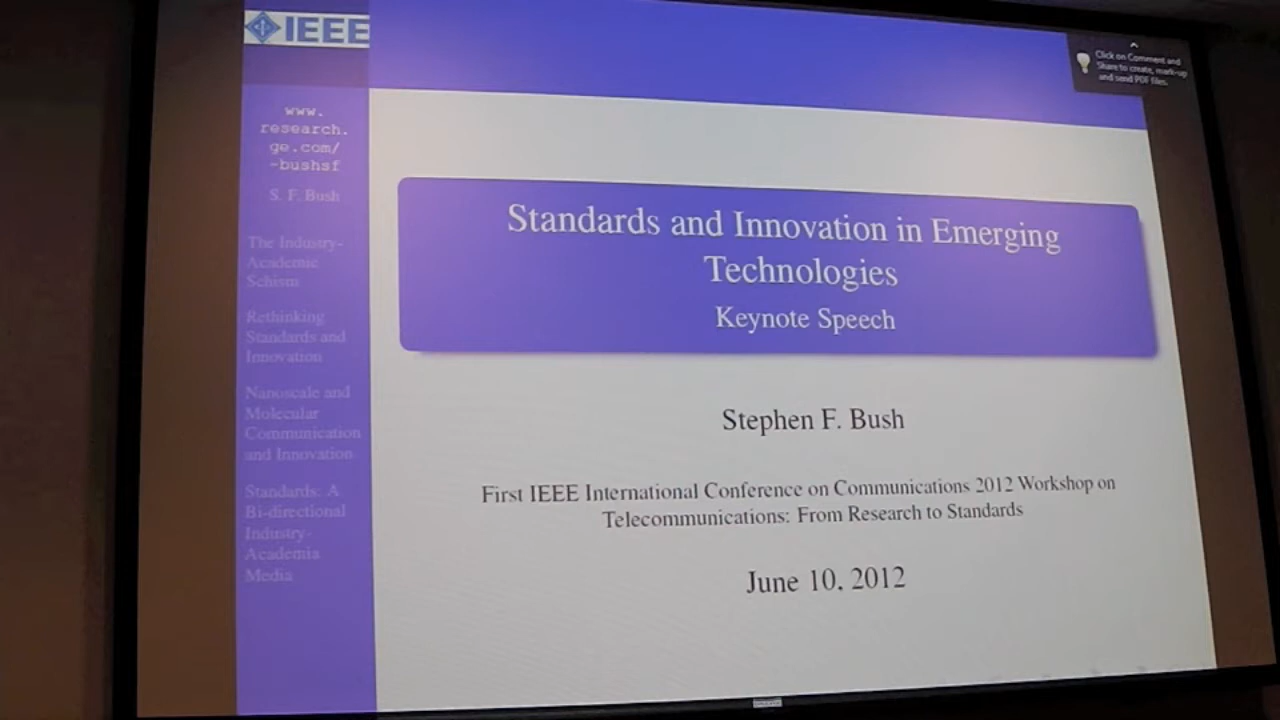 IEEE
www.
research.
ge.com/
~bushsf
S. F. Bush
The Industry-
Academic
Schism
Rethinking
Standards and
Innovation
Nanoscale and
Molecular
Communication
and Innovation
Standards: A
Bi-directional
Industry-
Academia
Media
Click on Comment and
Share to create, mark-up
and send PDF files.
Standards and Innovation in Emerging
Technologies
Keynote Speech
Stephen F. Bush
First IEEE International Conference on Communications 2012 Workshop on
Telecommunications: From Research to Standards
June 10, 2012